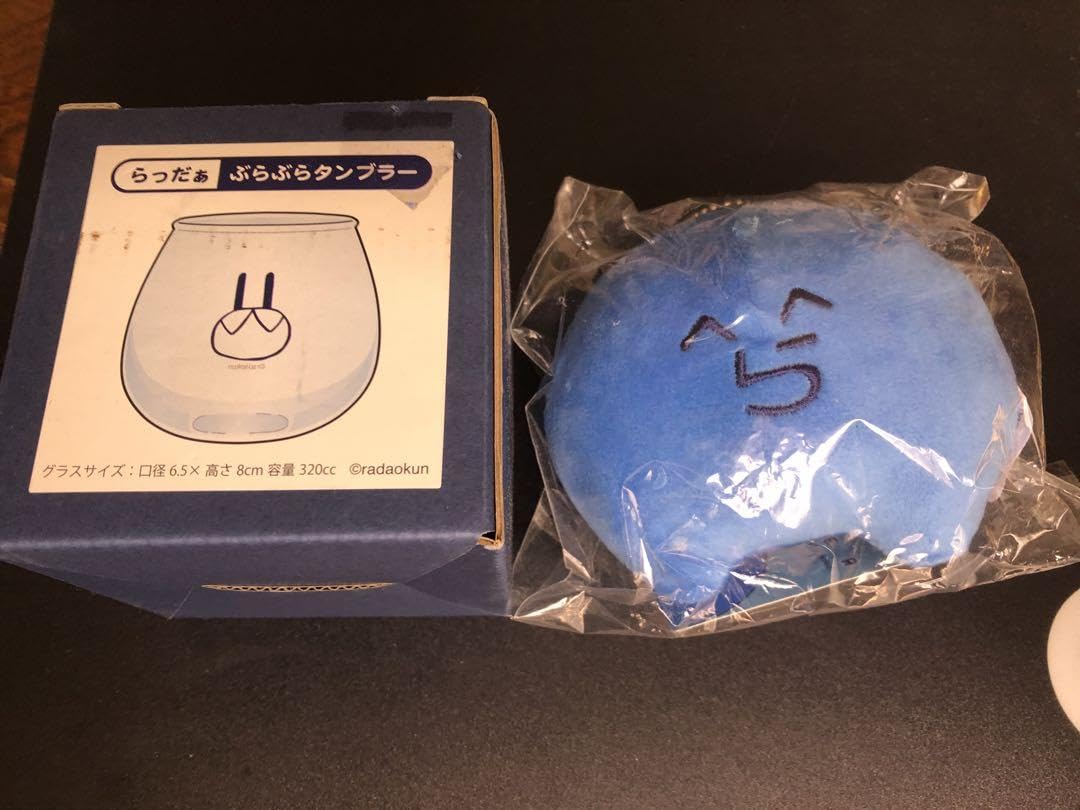 らっだぁ ぶらぶらタンブラー
グラスサイズ：口径 6.5× 高さ 8cm 容量 320cc ©radaokun
ら